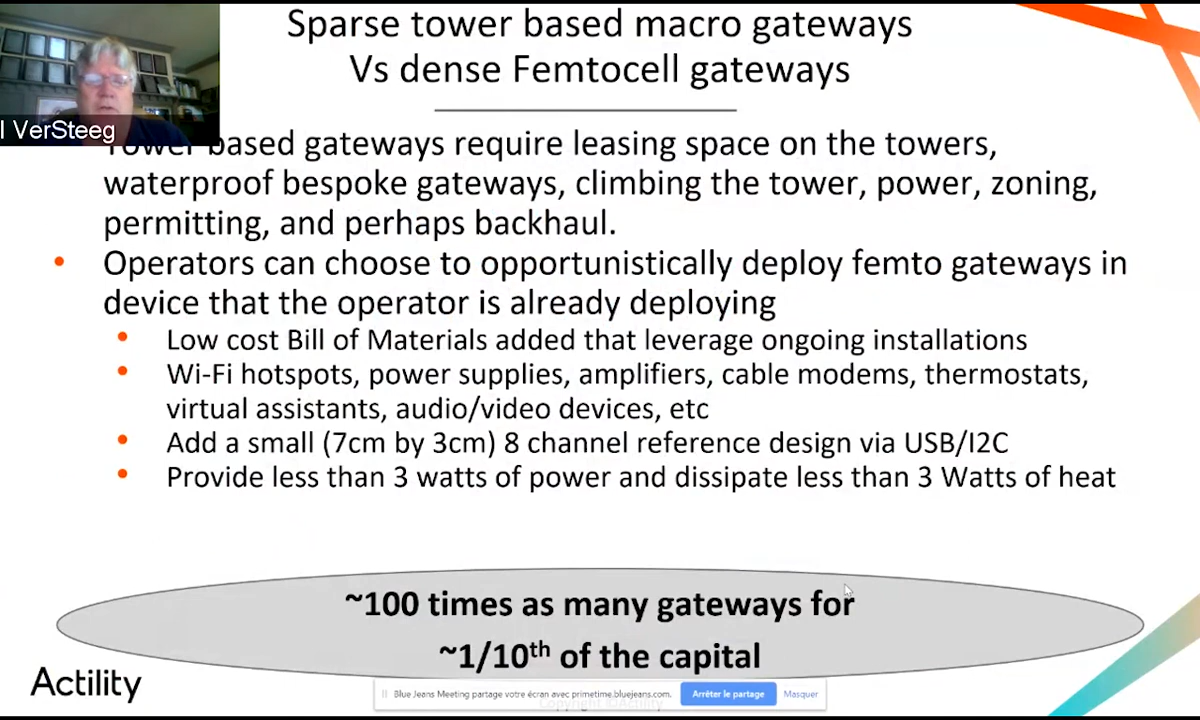 Sparse tower based macro gateways
Vs dense Femtocell gateways
l VerSteeg
Tower based gateways require leasing space on the towers,
waterproof bespoke gateways, climbing the tower, power, zoning,
permitting, and perhaps backhaul.
• Operators can choose to opportunistically deploy femto gateways in
device that the operator is already deploying
• Low cost Bill of Materials added that leverage ongoing installations
• Wi-Fi hotspots, power supplies, amplifiers, cable modems, thermostats,
virtual assistants, audio/video devices, etc
• Add a small (7cm by 3cm) 8 channel reference design via USB/I2C
• Provide less than 3 watts of power and dissipate less than 3 Watts of heat
~100 times as many gateways for
~1/10th of the capital
Actility
Blue Jeans Meeting partage votre écran avec primetime.bluejeans.com. Arrêter le partage Masquer
Copyright ©Actility